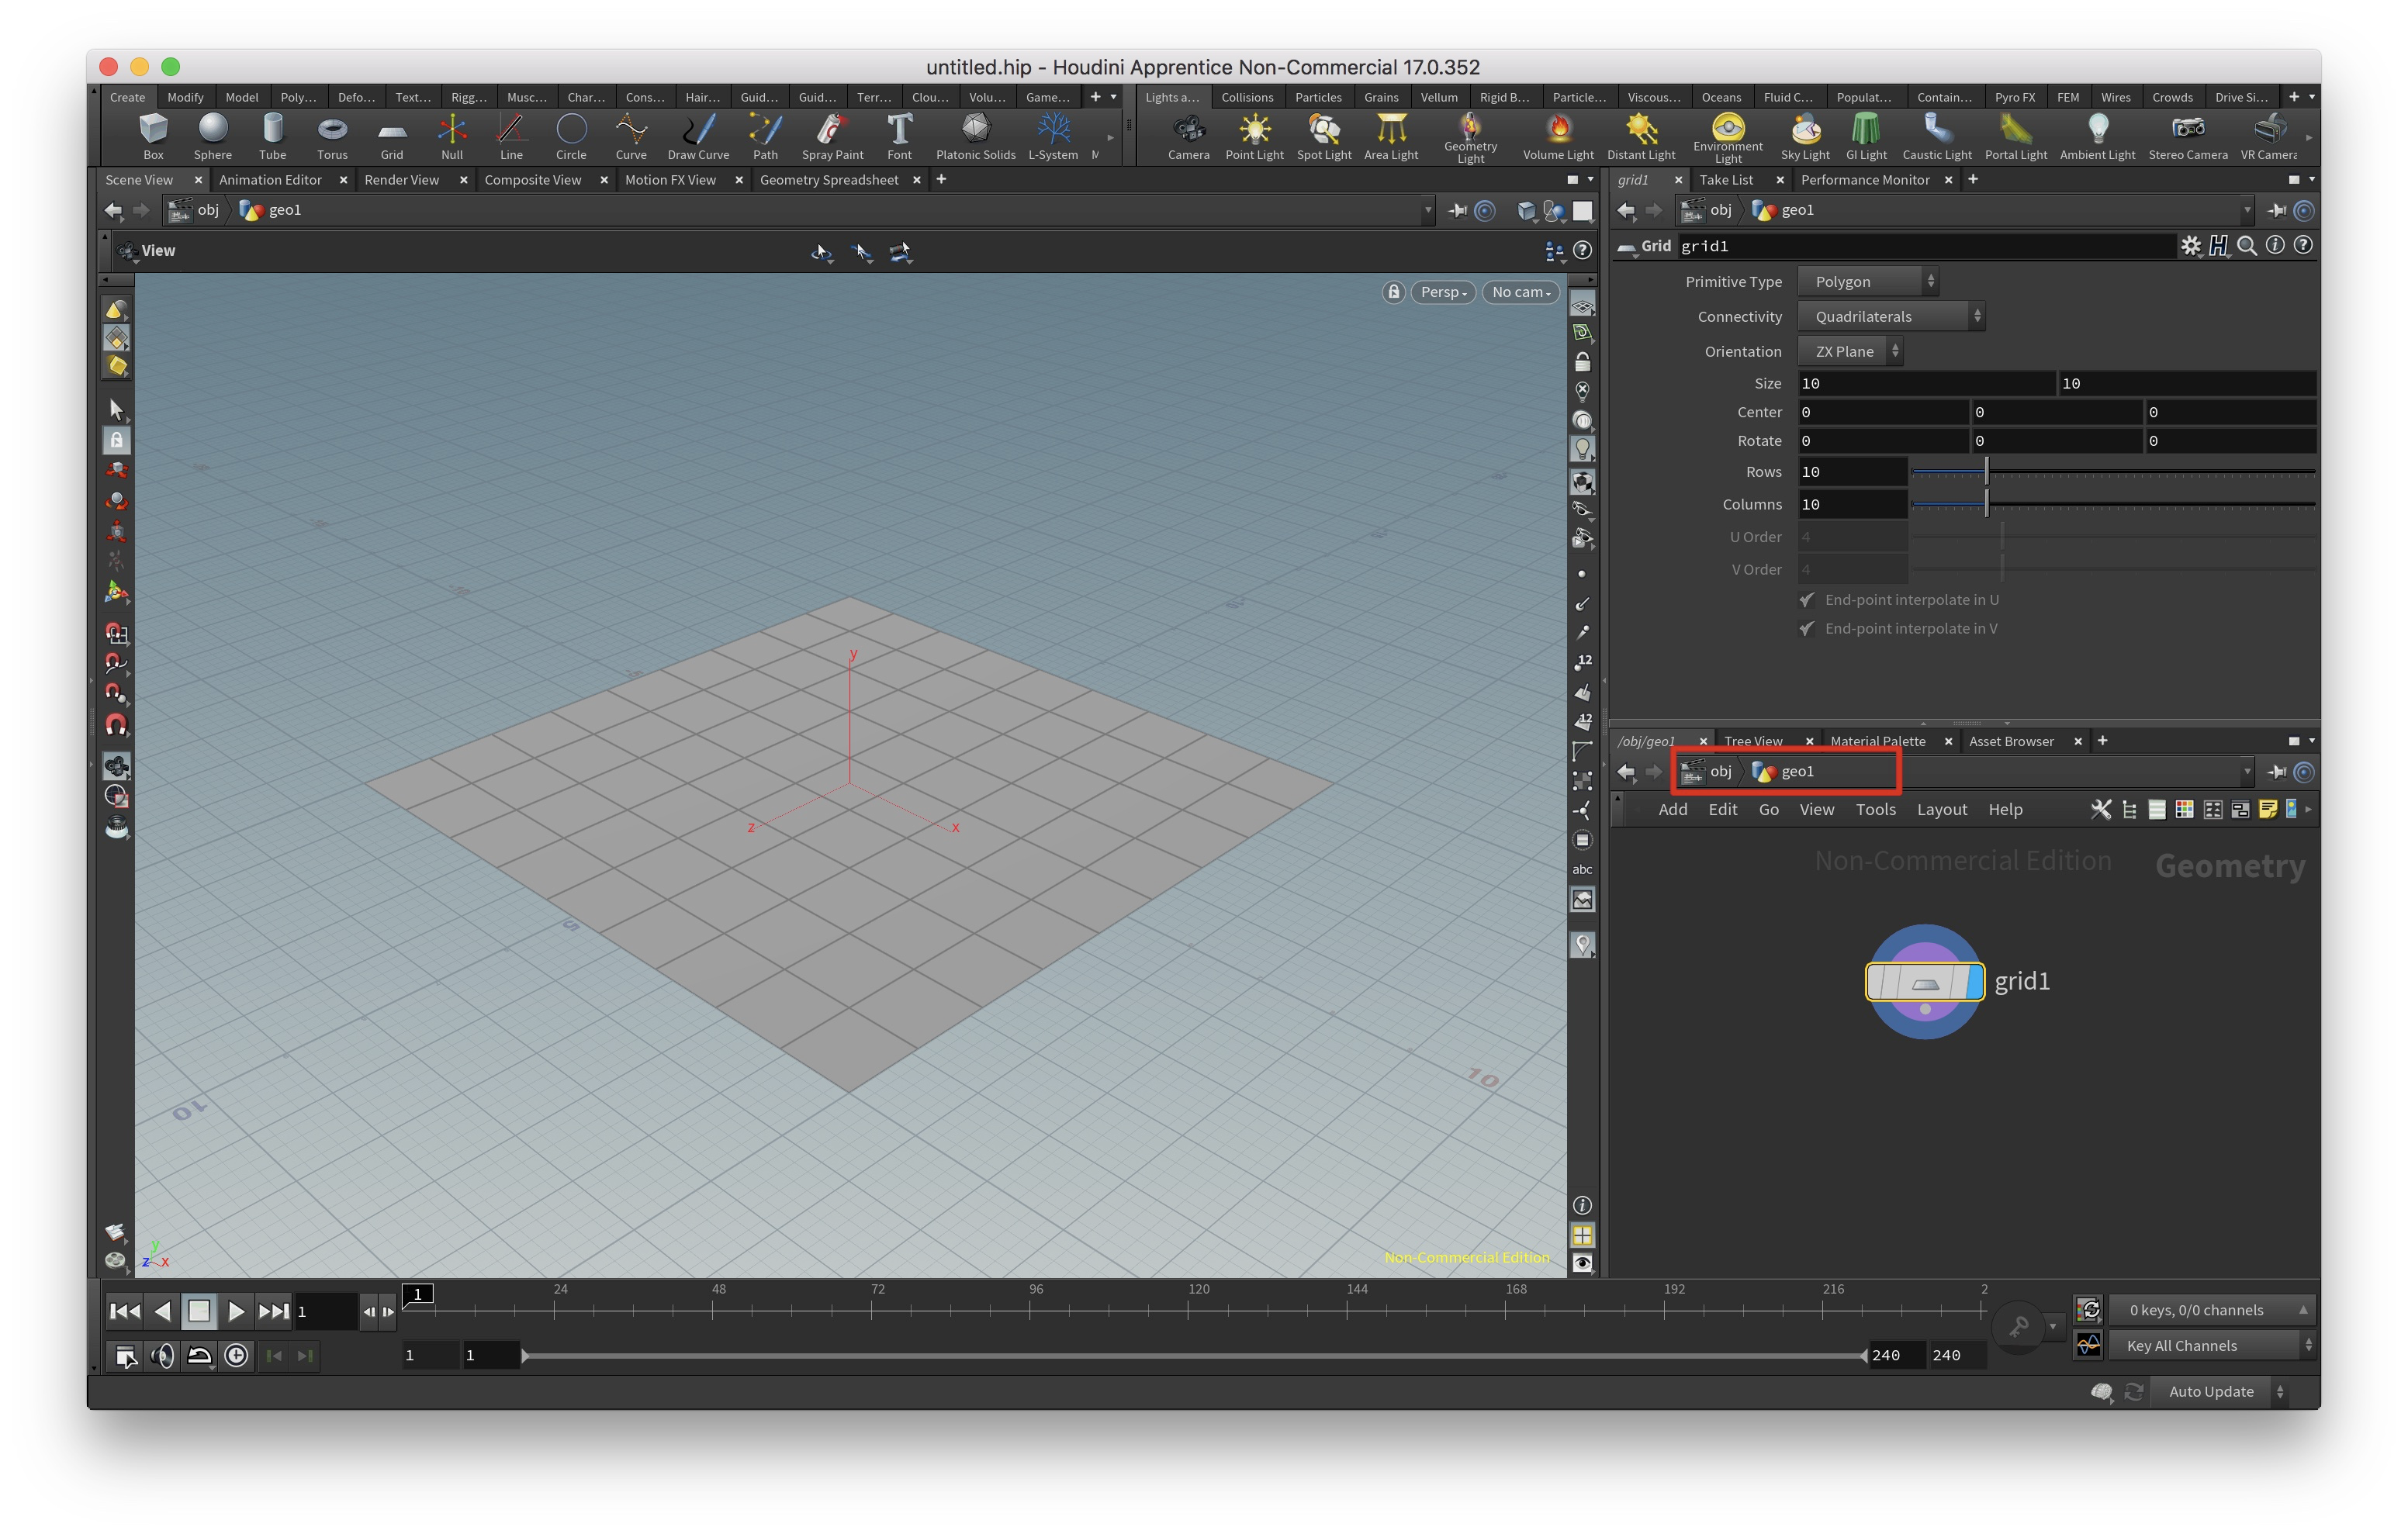 untitled.hip - Houdini Apprentice Non-Commercial 17.0.352
Create Modify Model Poly... Defo... Text... Rigg... Musc... Char... Cons... Hair... Guid... Guid... Terr... Clou... Volu... Game...
Lights a... Collisions Particles Grains Vellum Rigid B... Particle... Viscous... Oceans Fluid C... Populat... Contain... Pyro FX FEM Wires Crowds Drive Si...
Box Sphere Tube Torus Grid Null Line Circle Curve Draw Curve Path Spray Paint Font Platonic Solids L-System
Camera Point Light Spot Light Area Light Geometry Light Volume Light Distant Light Environment Light Sky Light GI Light Caustic Light Portal Light Ambient Light Stereo Camera VR Camera
Scene View Animation Editor Render View Composite View Motion FX View Geometry Spreadsheet
obj geo1
View
Persp No cam
y
z x
5
10
10
y
z x
Non-Commercial Edition
12
12
abc
grid1 Take List Performance Monitor
obj geo1
Grid grid1
Primitive Type Polygon
Connectivity Quadrilaterals
Orientation ZX Plane
Size 10 10
Center 0 0 0
Rotate 0 0 0
Rows 10
Columns 10
U Order 4
V Order 4
End-point interpolate in U
End-point interpolate in V
/obj/geo1 Tree View Material Palette Asset Browser
obj geo1
Add Edit Go View Tools Layout Help
Non-Commercial Edition Geometry
grid1
1 1 24 48 72 96 120 144 168 192 216 2
0 keys, 0/0 channels
1 1 240 240
Key All Channels
Auto Update